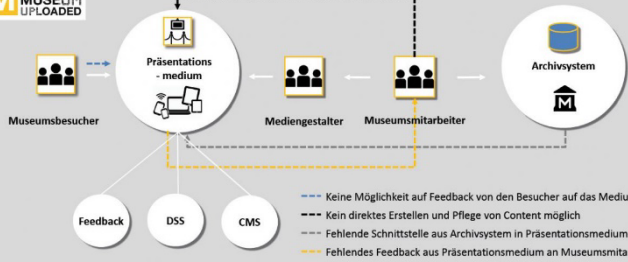 MUSEUM
UPLOADED
Präsentations
- medium
Archivsystem
M
Museumsbesucher
Mediengestalter
Museumsmitarbeiter
Feedback
DSS
CMS
Keine Möglichkeit auf Feedback von den Besucher auf das
Kein direktes Erstellen und Pflege von Content möglich
Fehlende Schnittstelle aus Archivsystem in Präsentationsmedium
Fehlendes Feedback aus Präsentationsmedium an